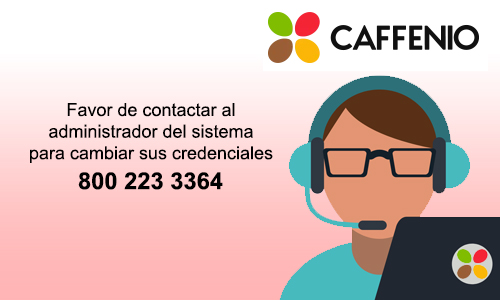 CAFFENIO
Favor de contactar al
administrador del sistema
para cambiar sus credenciales
800 223 3364